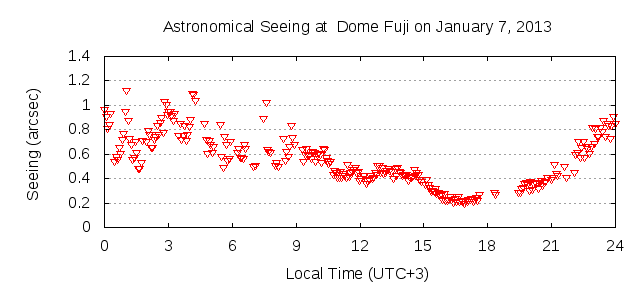 Astronomical Seeing at  Dome Fuji on January 7, 2013
1.4
1.2
1
0.8
0.6
0.4
0.2
0
Seeing (arcsec)
0 3 6 9 12 15 18 21 24
Local Time (UTC+3)